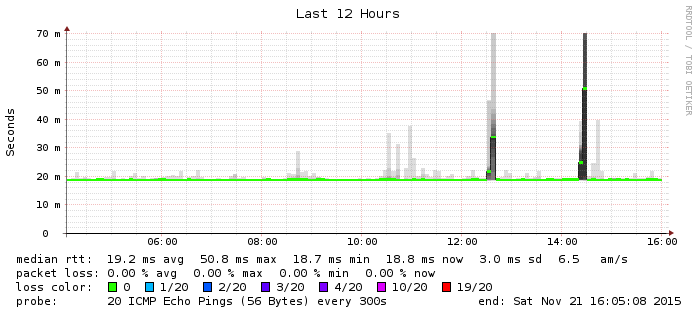 Last 12 Hours
RRDTOOL / TOBI OETIKER
Seconds
70 m
60 m
50 m
40 m
30 m
20 m
10 m
0
06:00 08:00 10:00 12:00 14:00 16:00
median rtt: 19.2 ms avg 50.8 ms max 18.7 ms min 18.8 ms now 3.0 ms sd 6.5 am/s
packet loss: 0.00 % avg 0.00 % max 0.00 % min 0.00 % now
loss color: 0 1/20 2/20 3/20 4/20 10/20 19/20
probe: 20 ICMP Echo Pings (56 Bytes) every 300s end: Sat Nov 21 16:05:08 2015